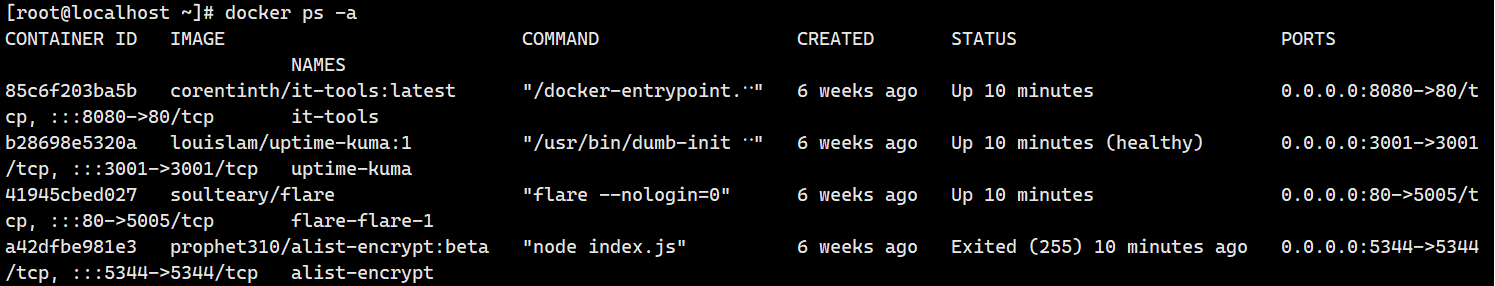 [root@localhost ~]# docker ps -a
CONTAINER ID   IMAGE                           COMMAND                  CREATED       STATUS                        PORTS
                          NAMES
85c6f203ba5b   corentinth/it-tools:latest      "/docker-entrypoint.…"   6 weeks ago   Up 10 minutes                 0.0.0.0:8080->80/t
cp, :::8080->80/tcp       it-tools
b28698e5320a   louislam/uptime-kuma:1          "/usr/bin/dumb-init …"   6 weeks ago   Up 10 minutes (healthy)       0.0.0.0:3001->3001
/tcp, :::3001->3001/tcp   uptime-kuma
41945cbed027   soulteary/flare                 "flare --nologin=0"      6 weeks ago   Up 10 minutes                 0.0.0.0:80->5005/t
cp, :::80->5005/tcp       flare-flare-1
a42dfbe981e3   prophet310/alist-encrypt:beta   "node index.js"          6 weeks ago   Exited (255) 10 minutes ago   0.0.0.0:5344->5344
/tcp, :::5344->5344/tcp   alist-encrypt